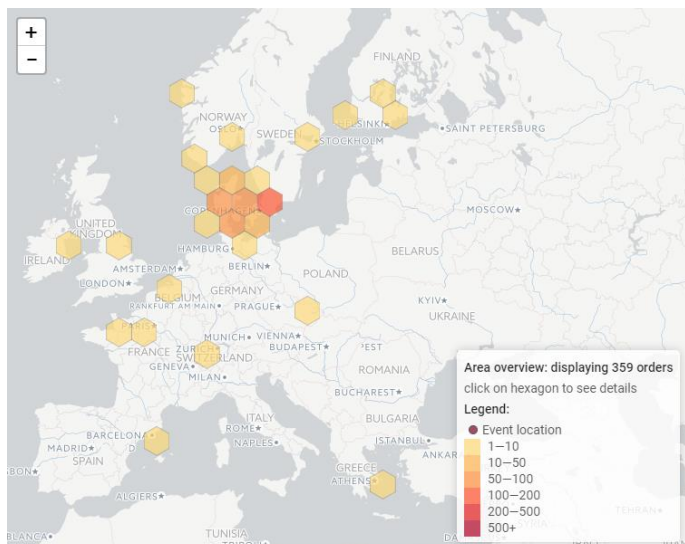 +
−
FINLAND
NORWAY
OSLO
HELSINKI
SAINT PETERSBURG
SWEDEN
STOCKHOLM
COPENHAGEN
MOSCOW
UNITED
KINGDOM
IRELAND
HAMBURG
BELARUS
AMSTERDAM
BERLIN
POLAND
LONDON
BELGIUM
GERMANY
FRANKFURT AM MAIN
PRAGUE
KYIV
UKRAINE
PARIS
MUNICH
VIENNA
FRANCE
ZURICH
SWITZERLAND
BUDAPEST
GENEVA
MILAN
ROMANIA
BUCHAREST
ITALY
BULGARIA
ROME
BARCELONA
MADRID
NAPLES
ISTANBUL
SPAIN
GREECE
ATHENS
ALGIERS
TUNISIA
TEHRAN
Area overview: displaying 359 orders
click on hexagon to see details
Legend:
Event location
1—10
10—50
50—100
100—200
200—500
500+